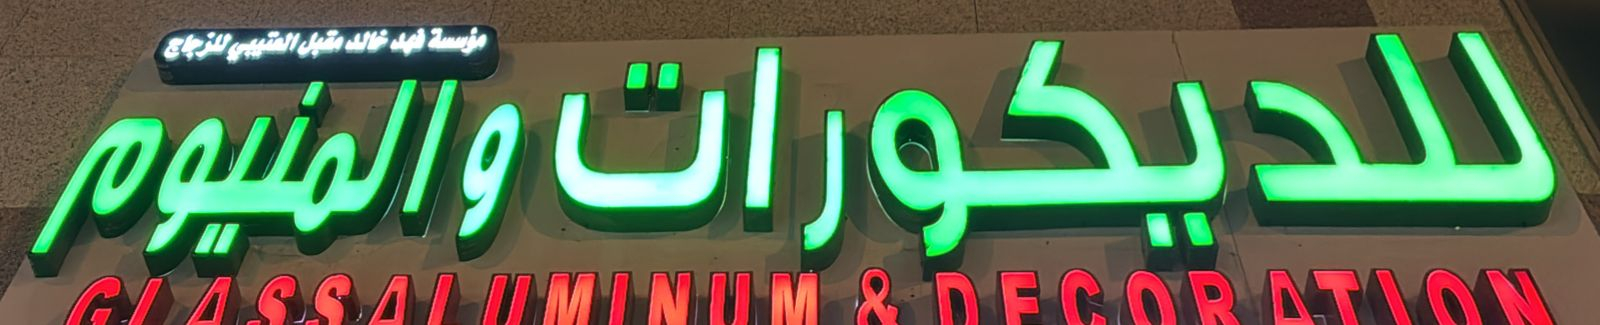 مؤسسة فهد خالد مقبل العتيبي للزجاج
للديكورات والمنيوم
GLASSALUMINUM & DECORATION